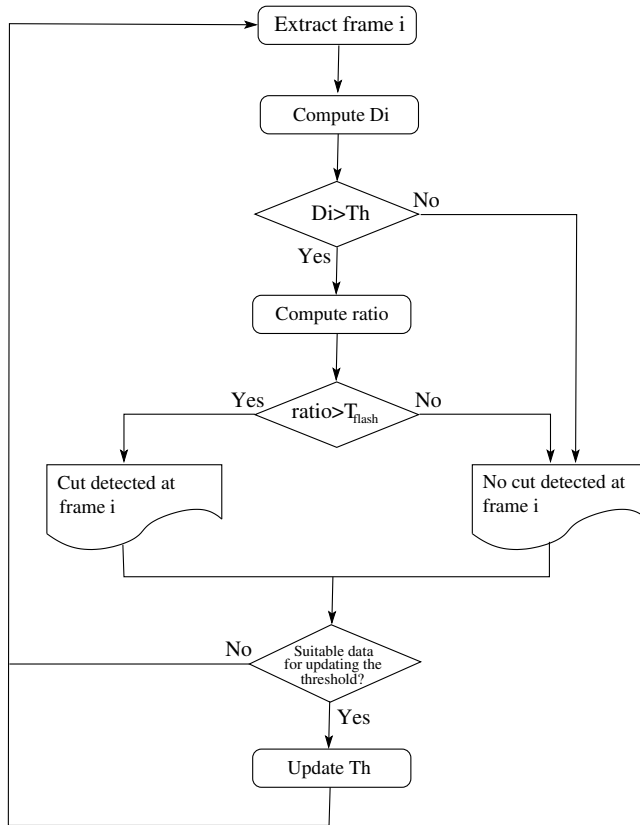 Extract frame i
Compute Di
Di>Th
No
Yes
Compute ratio
Yes
ratio>Tflash
No
Cut detected at
frame i
No cut detected at
frame i
No
Suitable data
for updating the
threshold?
Yes
Update Th